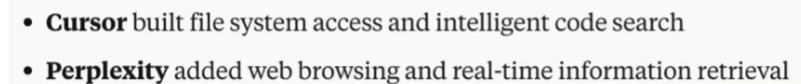 • Cursor built file system access and intelligent code search
• Perplexity added web browsing and real-time information retrieval